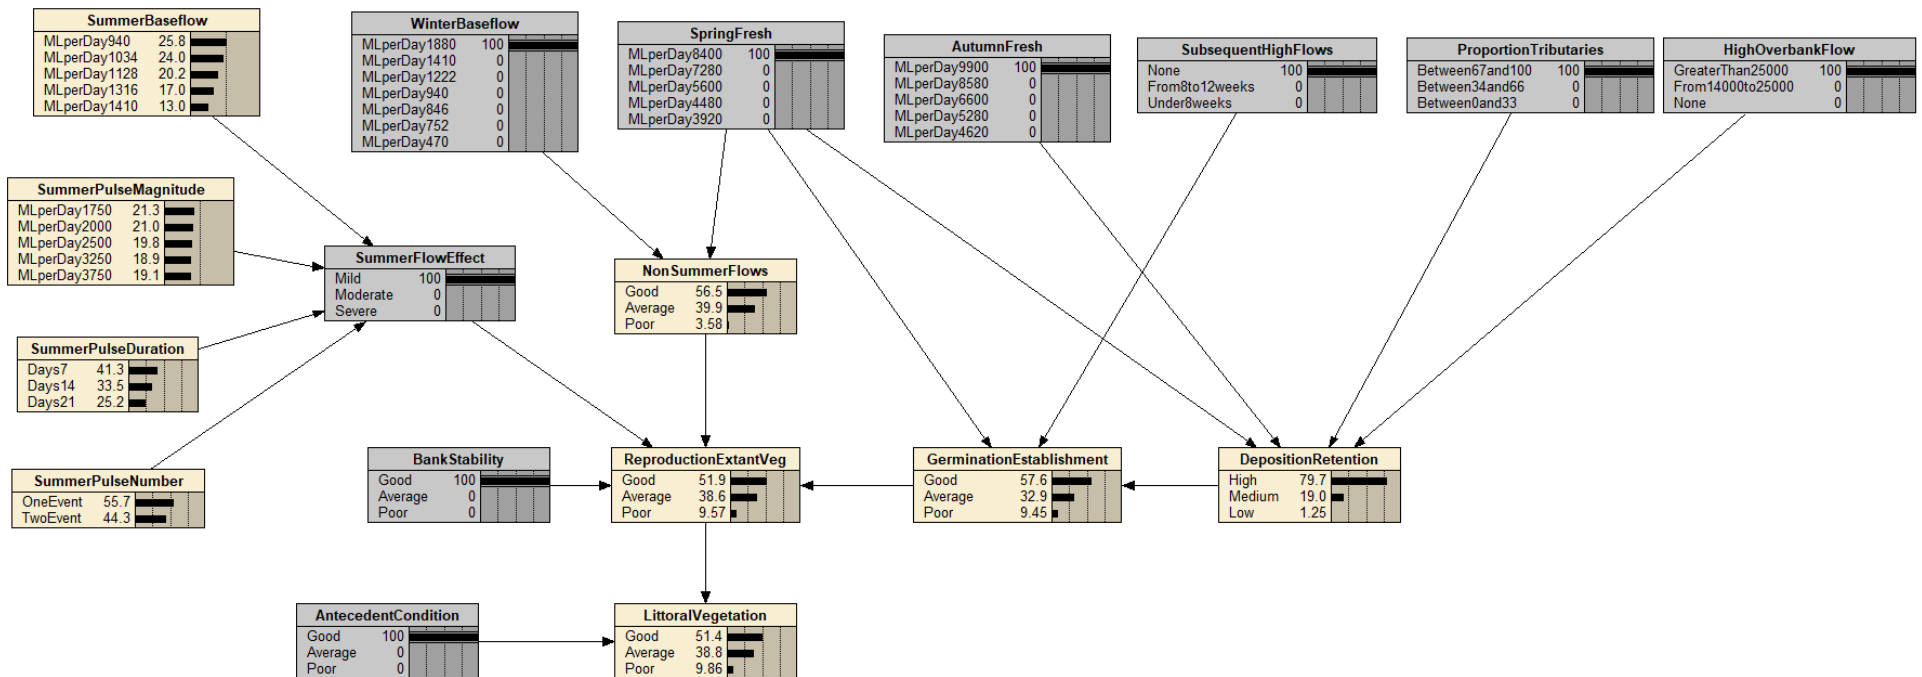 SummerBaseflow
MLperDay940 25.8
MLperDay1034 24.0
MLperDay1128 20.2
MLperDay1316 17.0
MLperDay1410 13.0
WinterBaseflow
MLperDay1880 100
MLperDay1410 0
MLperDay1222 0
MLperDay940 0
MLperDay846 0
MLperDay752 0
MLperDay470 0
SpringFresh
MLperDay8400 100
MLperDay7280 0
MLperDay5600 0
MLperDay4480 0
MLperDay3920 0
AutumnFresh
MLperDay9900 100
MLperDay8580 0
MLperDay6600 0
MLperDay5280 0
MLperDay4620 0
SubsequentHighFlows
None 100
From8to12weeks 0
Under8weeks 0
ProportionTributaries
Between67and100 100
Between34and66 0
Between0and33 0
HighOverbankFlow
GreaterThan25000 100
From14000to25000 0
None 0
SummerPulseMagnitude
MLperDay1750 21.3
MLperDay2000 21.0
MLperDay2500 19.8
MLperDay3250 18.9
MLperDay3750 19.1
SummerFlowEffect
Mild 100
Moderate 0
Severe 0
NonSummerFlows
Good 56.5
Average 39.9
Poor 3.58
SummerPulseDuration
Days7 41.3
Days14 33.5
Days21 25.2
SummerPulseNumber
OneEvent 55.7
TwoEvent 44.3
BankStability
Good 100
Average 0
Poor 0
ReproductionExtantVeg
Good 51.9
Average 38.6
Poor 9.57
GerminationEstablishment
Good 57.6
Average 32.9
Poor 9.45
DepositionRetention
High 79.7
Medium 19.0
Low 1.25
AntecedentCondition
Good 100
Average 0
Poor 0
LittoralVegetation
Good 51.4
Average 38.8
Poor 9.86